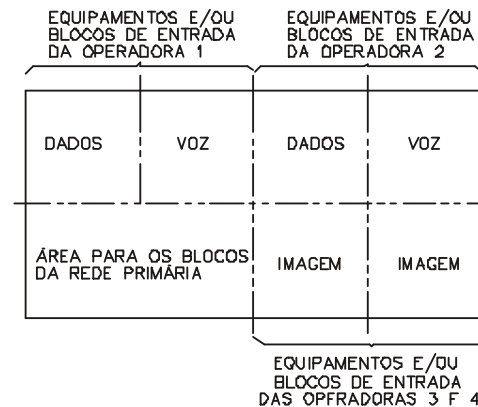 EQUIPAMENTOS E/OU
BLOCOS DE ENTRADA
DA OPERADORA 1
EQUIPAMENTOS E/OU
BLOCOS DE ENTRADA
DA OPERADORA 2
DADOS
VOZ
DADOS
VOZ
ÁREA PARA OS BLOCOS
DA REDE PRIMÁRIA
IMAGEM
IMAGEM
EQUIPAMENTOS E/OU
BLOCOS DE ENTRADA
DAS OPFRADORAS 3 F 4